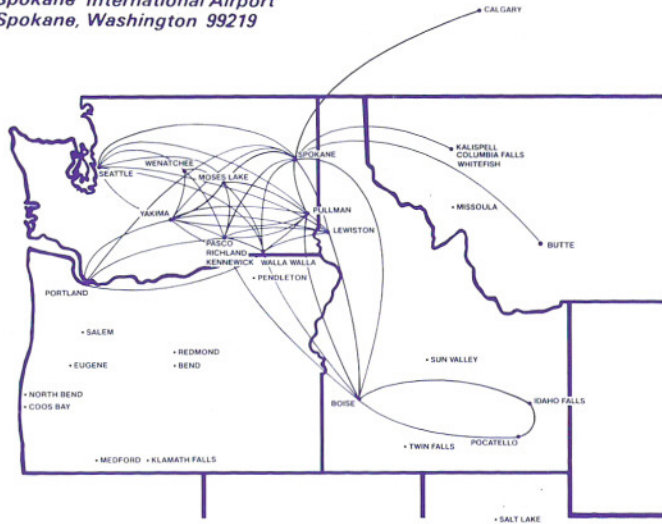 Spokane International Airport
Spokane, Washington 99219
CALGARY
SPOKANE
KALISPELL
COLUMBIA FALLS
WHITEFISH
SEATTLE
WENATCHEE
MOSES LAKE
MISSOULA
YAKIMA
PULLMAN
LEWISTON
BUTTE
PASCO
RICHLAND
KENNEWICK
WALLA WALLA
PENDLETON
PORTLAND
SALEM
REDMOND
BEND
EUGENE
SUN VALLEY
NORTH BEND
COOS BAY
BOISE
IDAHO FALLS
POCATELLO
TWIN FALLS
MEDFORD
KLAMATH FALLS
SALT LAKE